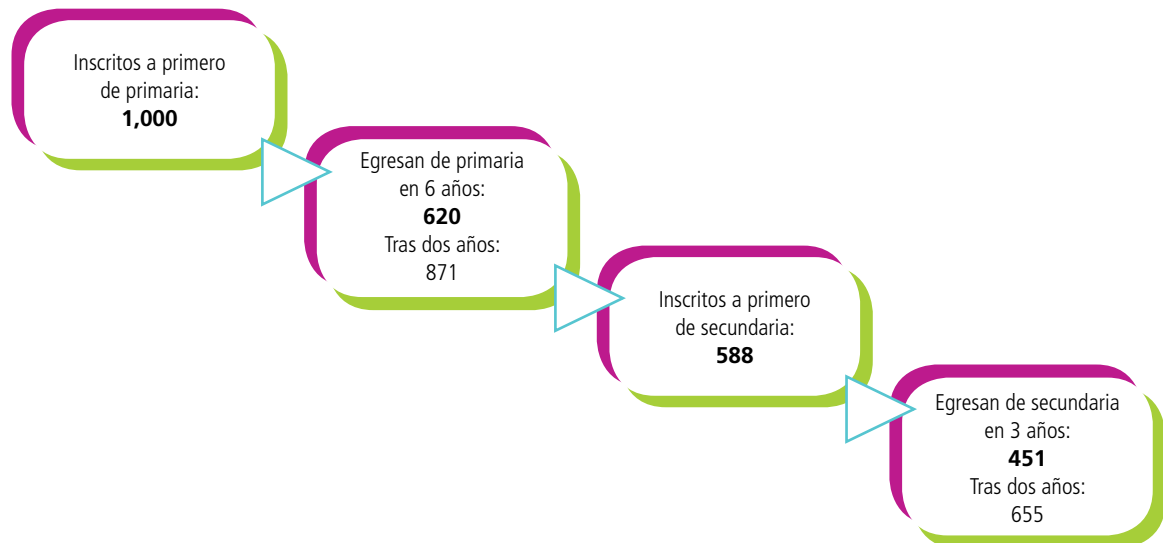 Inscritos a primero
de primaria:
1,000
Egresan de primaria
en 6 años:
620
Tras dos años:
871
Inscritos a primero
de secundaria:
588
Egresan de secundaria
en 3 años:
451
Tras dos años:
655